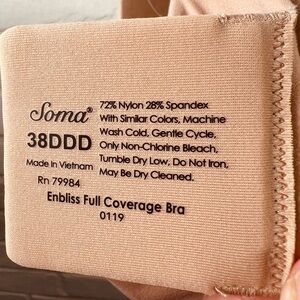 Soma®
38DDD
Made In Vietnam
Rn 79984
72% Nylon 28% Spandex
With Similar Colors, Machine
Wash Cold, Gentle Cycle,
Only Non-Chlorine Bleach,
Tumble Dry Low, Do Not Iron,
May Be Dry Cleaned.
Enbliss Full Coverage Bra
0119